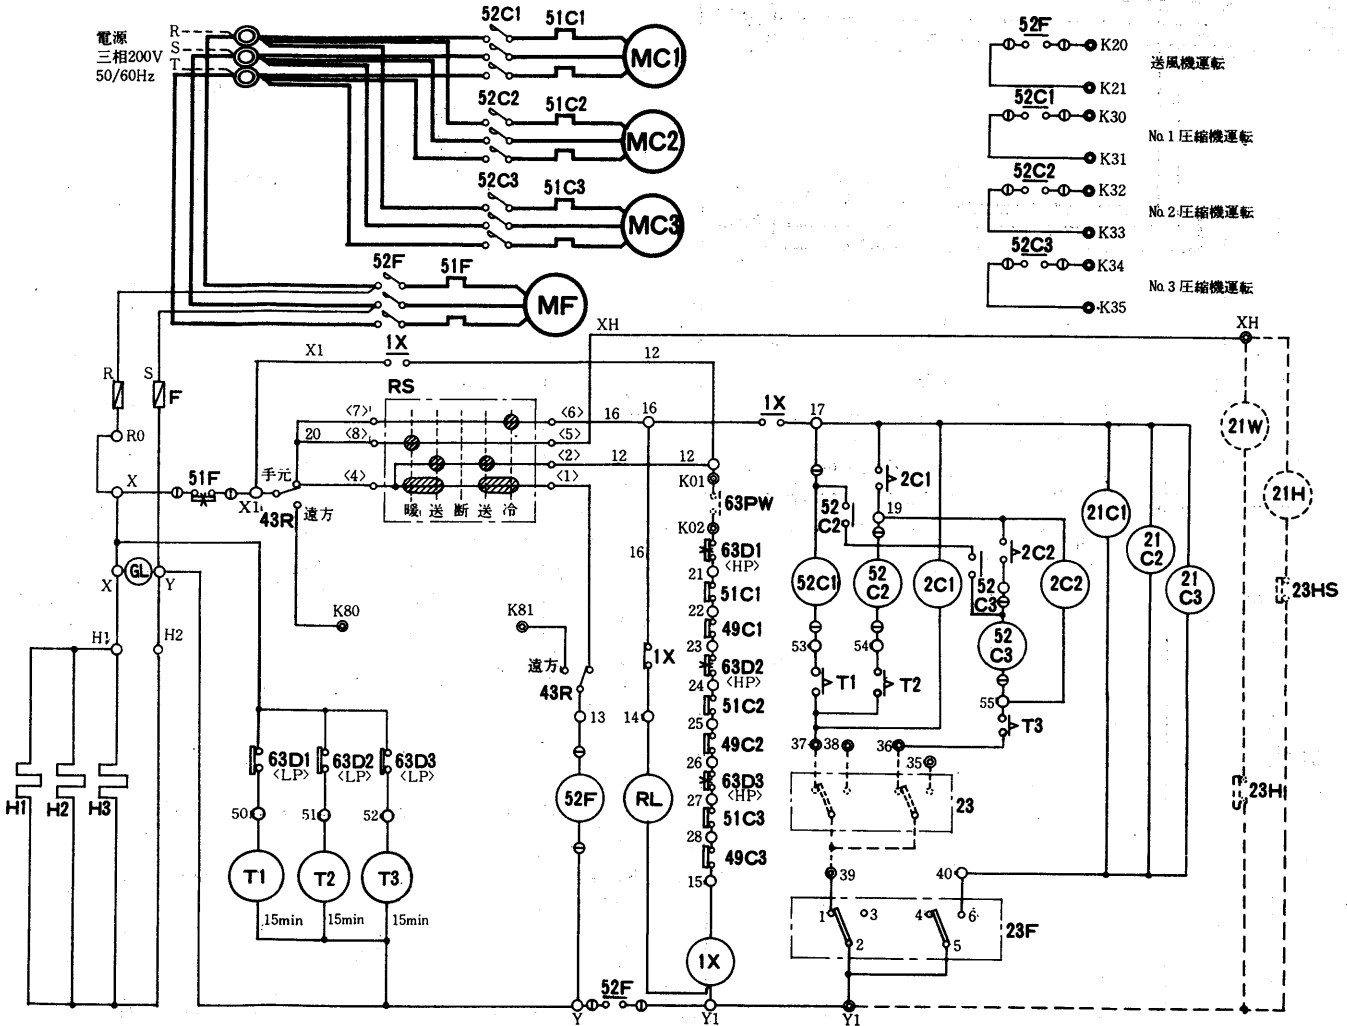 電源
三相200V
50/60Hz
R
S
T
52C1
51C1
MC1
52C2
51C2
MC2
52C3
51C3
MC3
52F
51F
MF
52F
K20
送風機運転
K21
52C1
K30
No.1圧縮機運転
K31
52C2
K32
No.2圧縮機運転
K33
52C3
K34
No.3圧縮機運転
K35
XH
XH
X1
1X
12
R
S
F
RS
R0
<7>
<8>
20
<4>
<6>
<5>
<2>
<1>
16
16
12
12
1X
17
21W
21H
51F
X
X1
手元
43R
遠方
暖 送 断 送 冷
K01
63PW
K02
63D1
<HP>
21
51C1
22
49C1
23
63D2
<HP>
24
51C2
25
49C2
26
63D3
<HP>
27
51C3
28
49C3
15
1X
16
1X
14
RL
2C1
52
C2
19
52C1
52
C2
2C1
52
C3
2C2
2C2
52
C3
21C1
21
C2
21
C3
23HS
23H
53
54
55
T1
T2
T3
37
38
36
35
23
39
40
1
3
2
4
6
5
23F
X
GL
Y
H1
H2
H1
H2
H3
K80
K81
遠方
43R
13
52F
63D1
<LP>
63D2
<LP>
63D3
<LP>
50
51
52
T1
T2
T3
15min
15min
15min
52F
Y
Y1
Y1